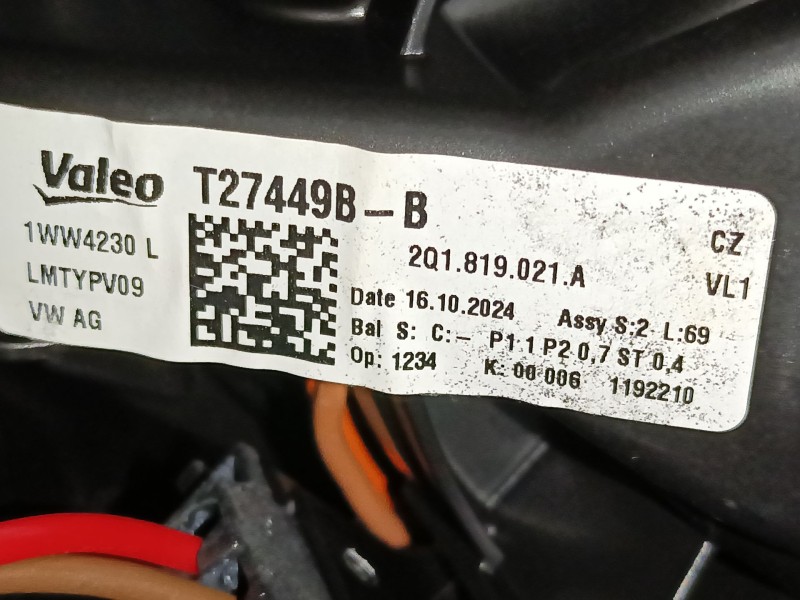 Valeo T27449B-B
1WW4230 L 2Q1.819.021.A CZ
LMTYPV09 Date 16.10.2024 Assy S:2 L:69 VL1
VW AG Bal S: C:- P1.1 P2 0,7 ST 0,4
Op: 1234 K: 00 006 1192210